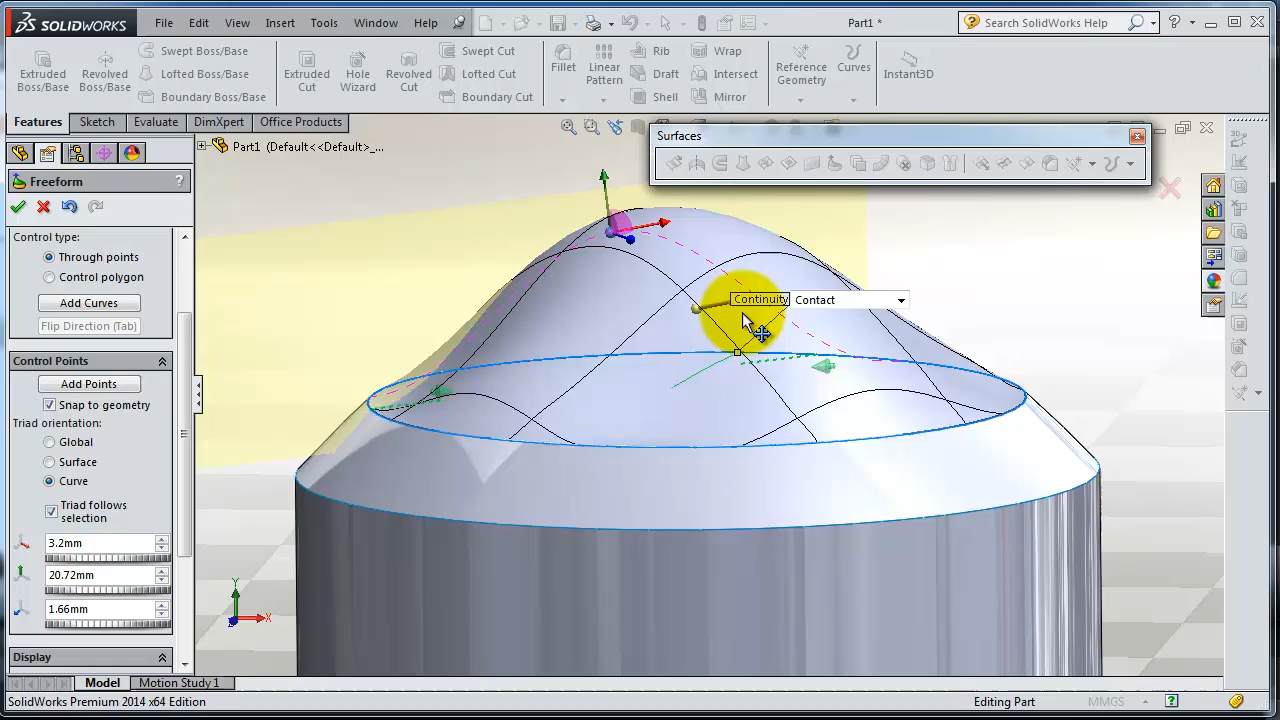 SOLIDWORKS File Edit View Insert Tools Window Help Part1 * Search SolidWorks Help ?
Extruded Boss/Base
Revolved Boss/Base
Swept Boss/Base
Lofted Boss/Base
Boundary Boss/Base
Extruded Cut
Hole Wizard
Revolved Cut
Swept Cut
Lofted Cut
Boundary Cut
Fillet
Linear Pattern
Rib
Draft
Shell
Wrap
Intersect
Mirror
Reference Geometry
Curves
Instant3D
Features Sketch Evaluate DimXpert Office Products
Surfaces
Part1 (Default<<Default>_...
Freeform ?
Control type:
Through points
Control polygon
Add Curves
Flip Direction (Tab)
Control Points
Add Points
Snap to geometry
Triad orientation:
Global
Surface
Curve
Triad follows
selection
3.2mm
20.72mm
1.66mm
Display
Continuity Contact
Y
X
Z
Model Motion Study 1
SolidWorks Premium 2014 x64 Edition Editing Part MMGS ?